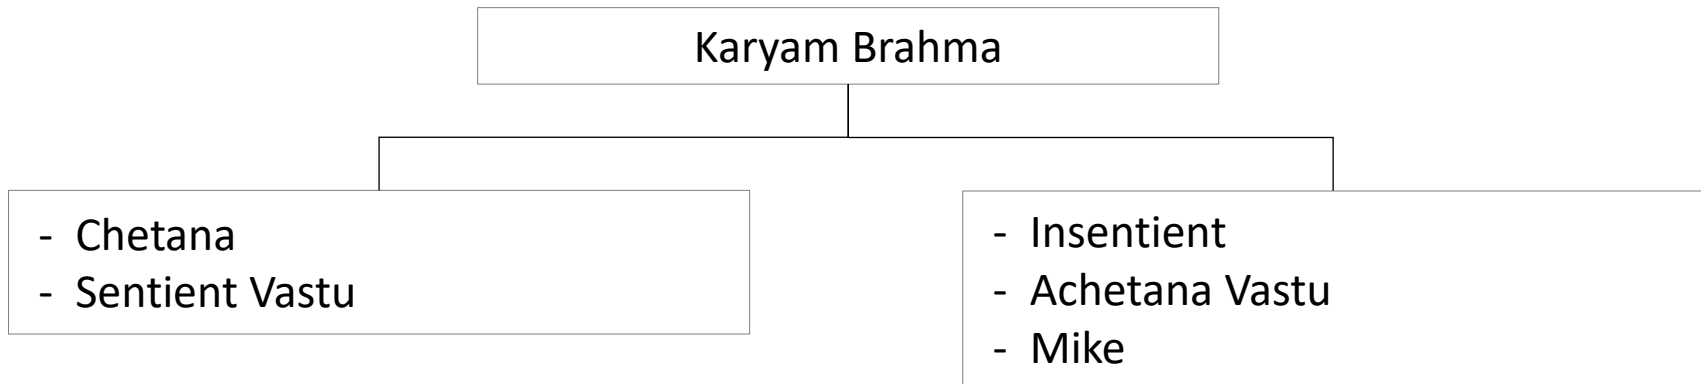 Karyam Brahma
- Chetana
- Sentient Vastu
- Insentient
- Achetana Vastu
- Mike